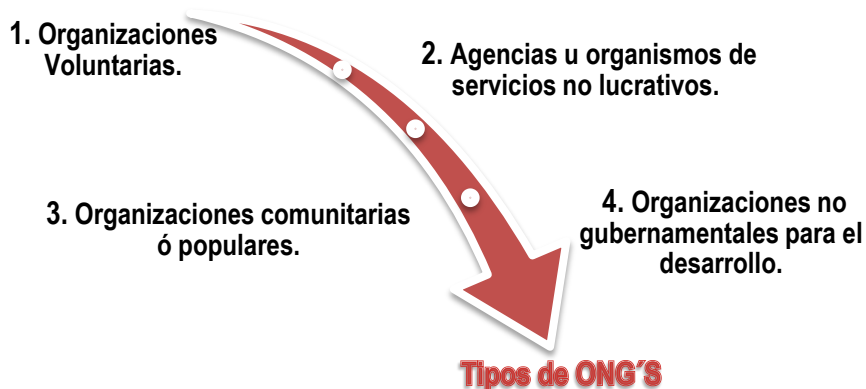 1. Organizaciones
Voluntarias.
2. Agencias u organismos de
servicios no lucrativos.
3. Organizaciones comunitarias
ó populares.
4. Organizaciones no
gubernamentales para el
desarrollo.
Tipos de ONG´S